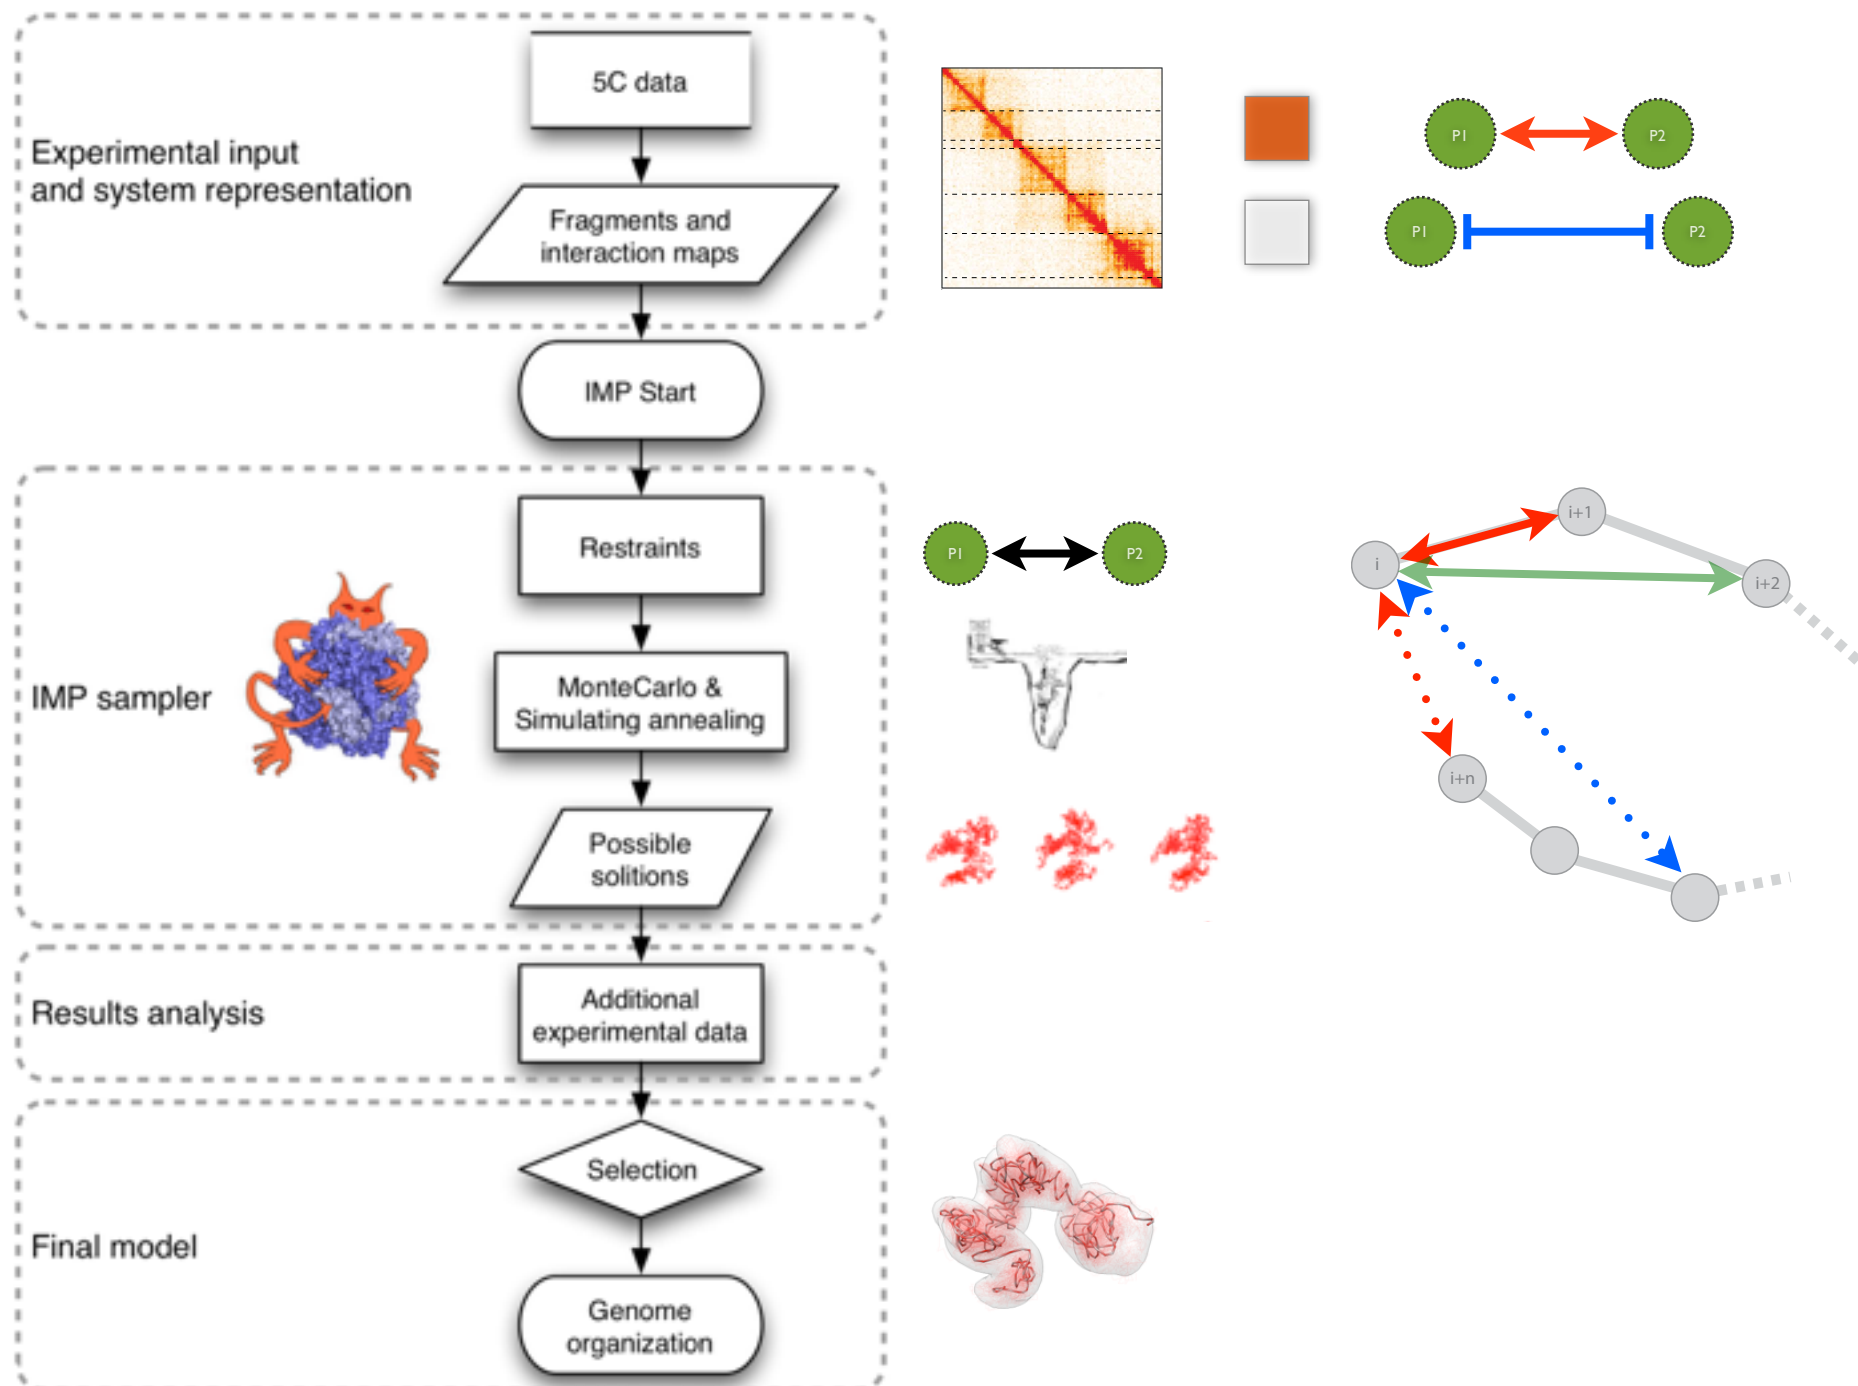 5C data
Experimental input
and system representation
Fragments and
interaction maps
P1
P2
P1
P2
IMP Start
Restraints
IMP sampler
MonteCarlo &
Simulating annealing
Possible
solitions
P1
P2
i
i+1
i+2
i+n
Results analysis
Additional
experimental data
Final model
Selection
Genome
organization